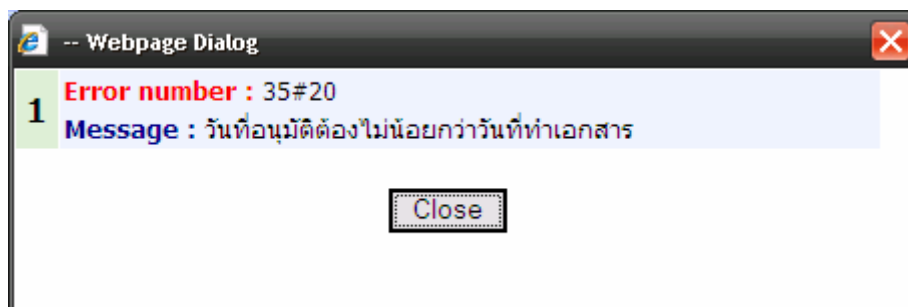 -- Webpage Dialog
1
Error number : 35#20
Message : วันที่อนุมัติต้องไม่น้อยกว่าวันที่ทำเอกสาร
Close